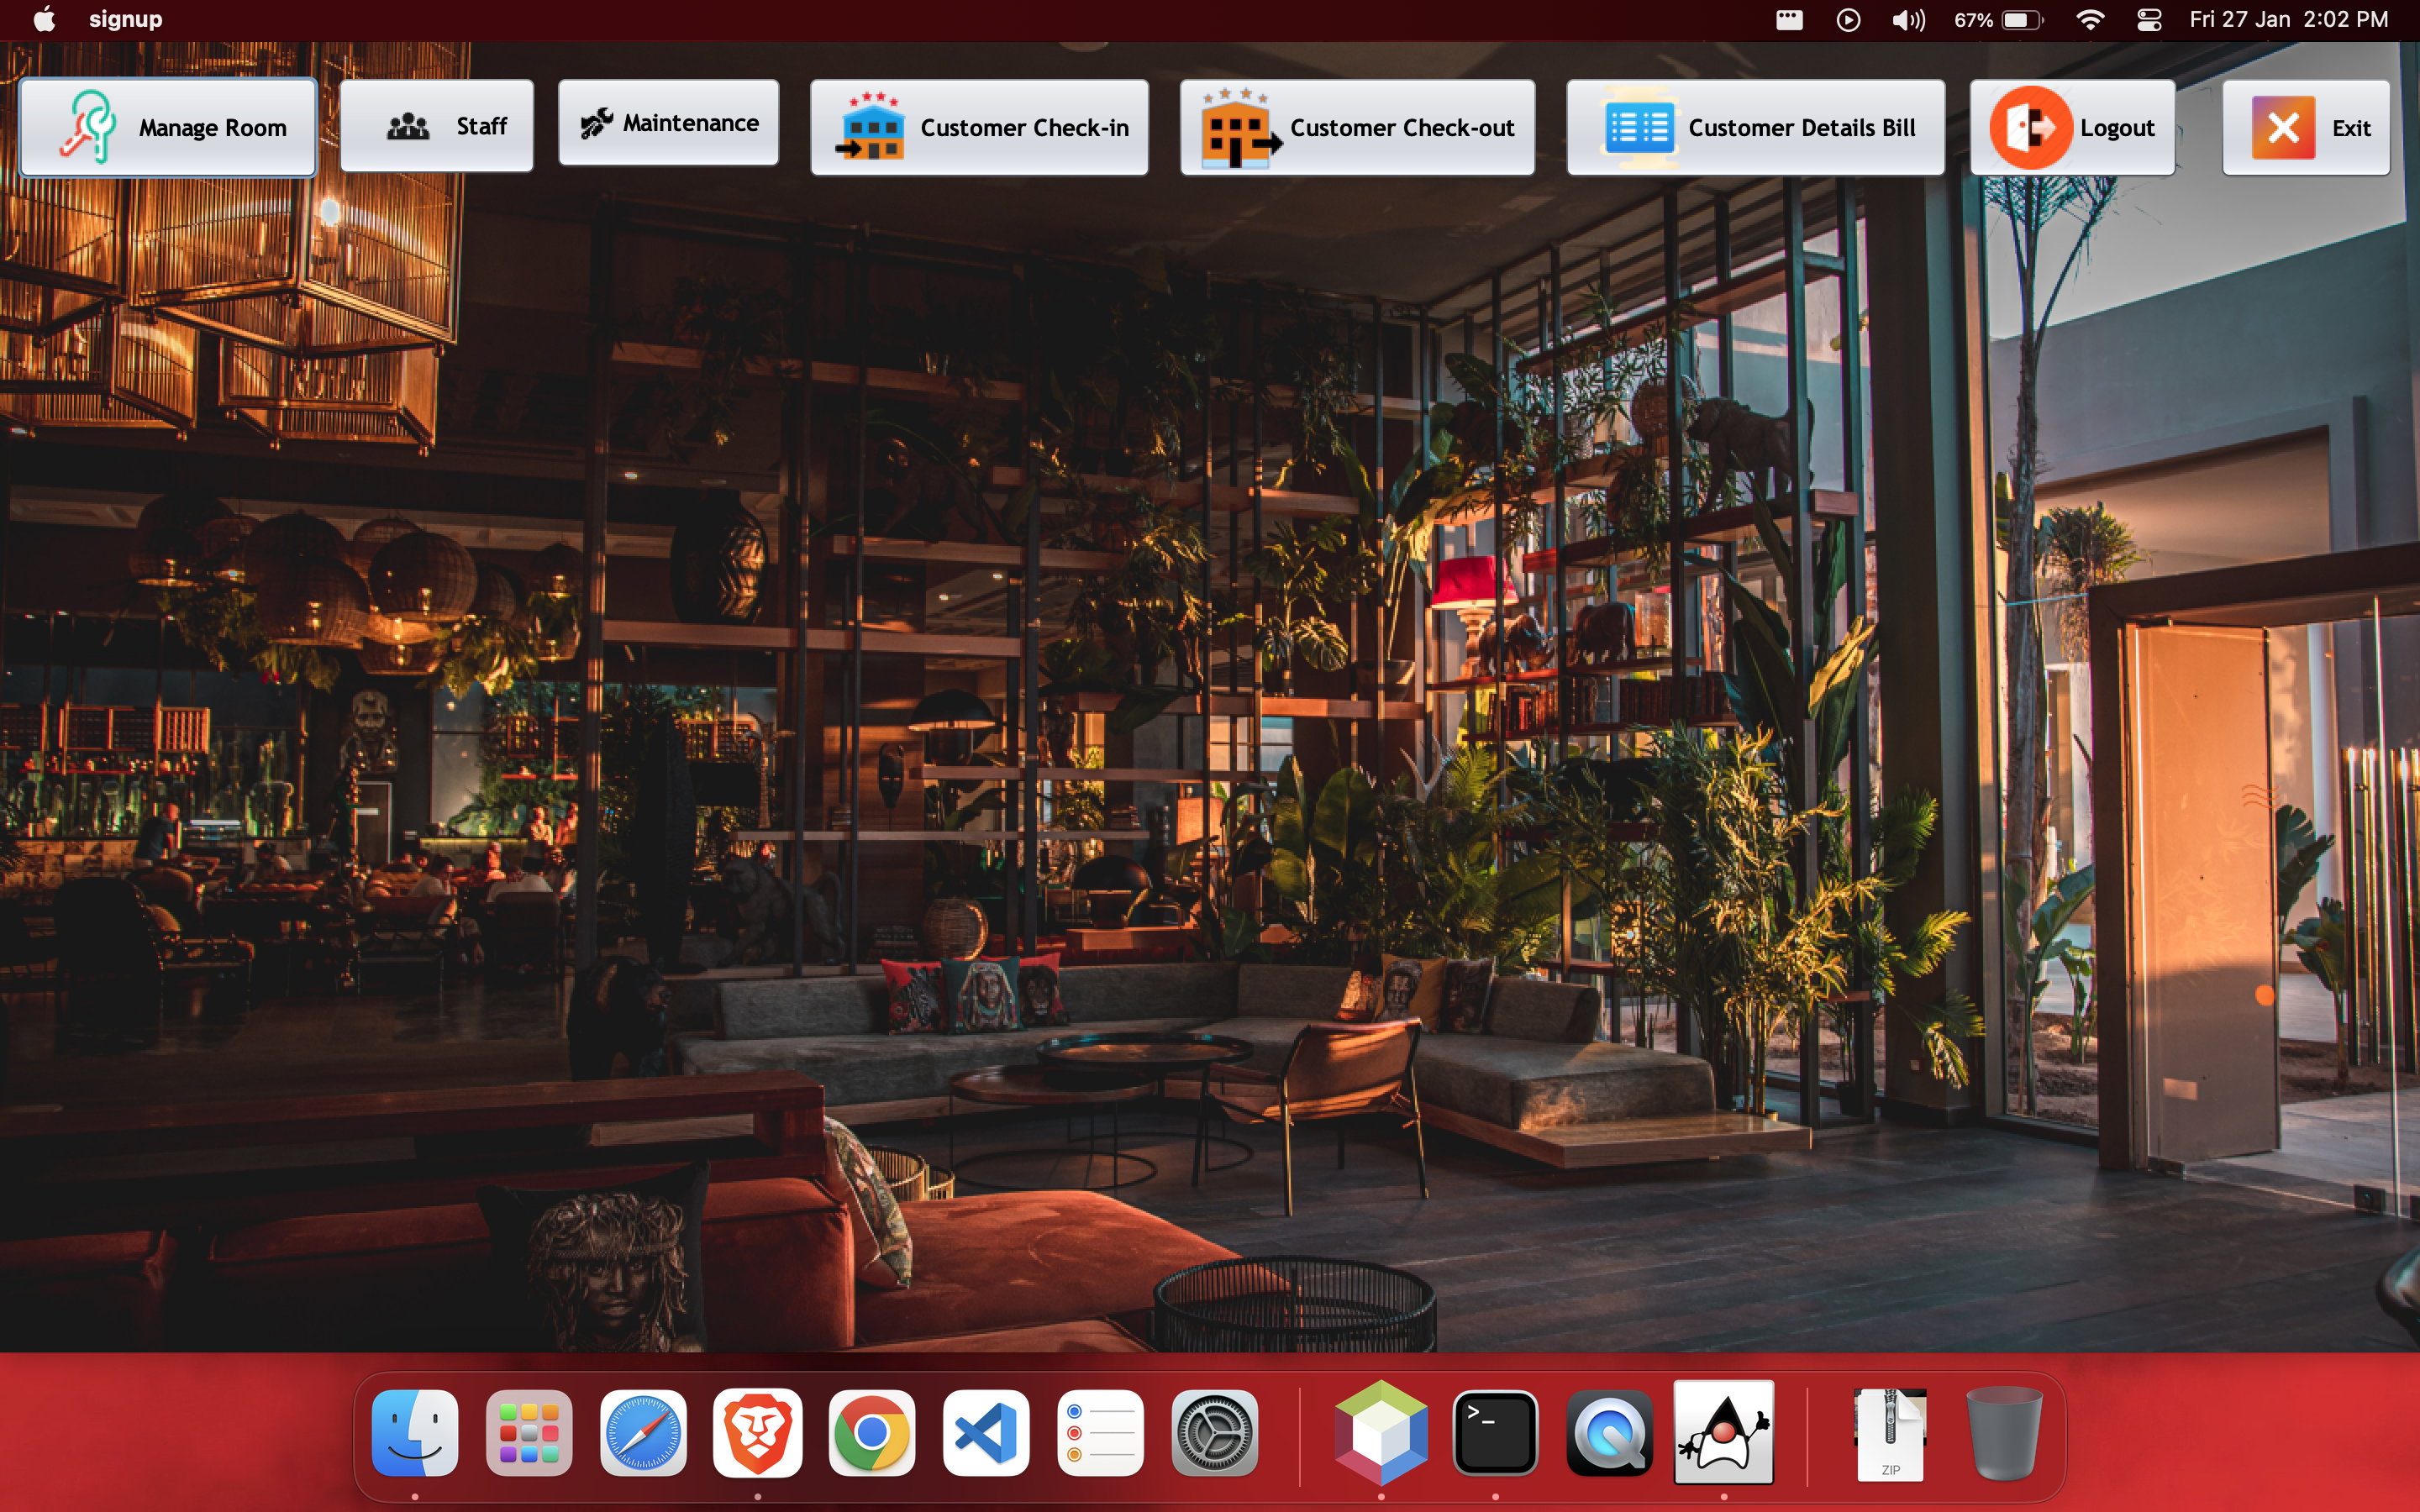 signup
67%
Fri 27 Jan 2:02 PM
Manage Room
Staff
Maintenance
Customer Check-in
Customer Check-out
Customer Details Bill
Logout
Exit
>_
ZIP